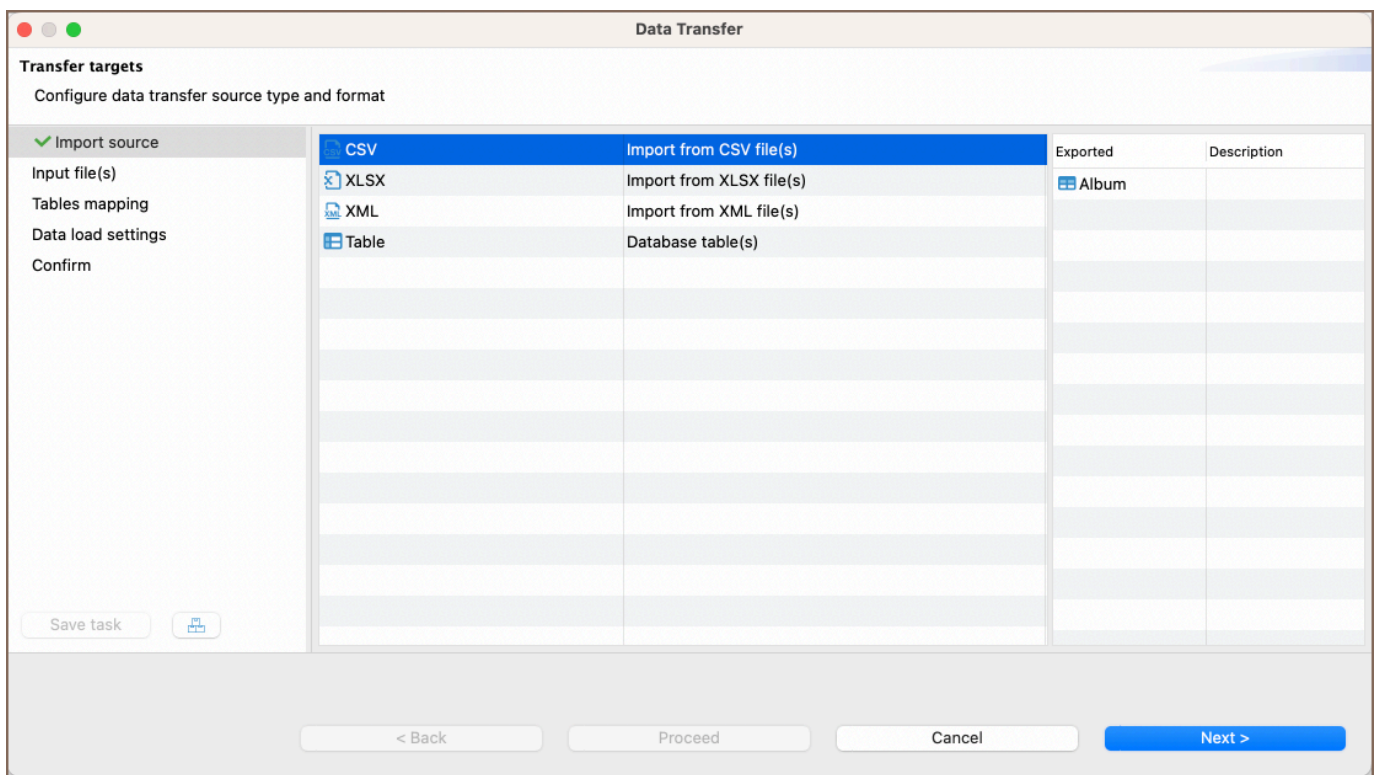 Data Transfer
Transfer targets
Configure data transfer source type and format
Import source
Input file(s)
Tables mapping
Data load settings
Confirm
CSV Import from CSV file(s)
XLSX Import from XLSX file(s)
XML Import from XML file(s)
Table Database table(s)
Exported Description
Album
Save task
< Back Proceed Cancel Next >